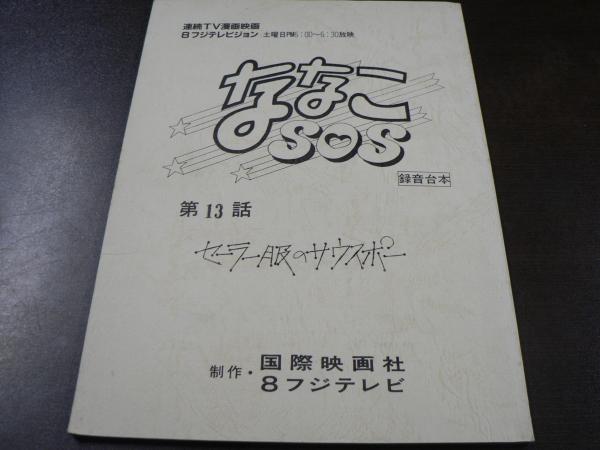 連続TV漫画映画
8フジテレビジョン 土曜日PM6:00〜6:30放映
ななこ
SOS
録音台本
第13話
セーラー服のサウスポー
制作・国際映画社
8フジテレビ